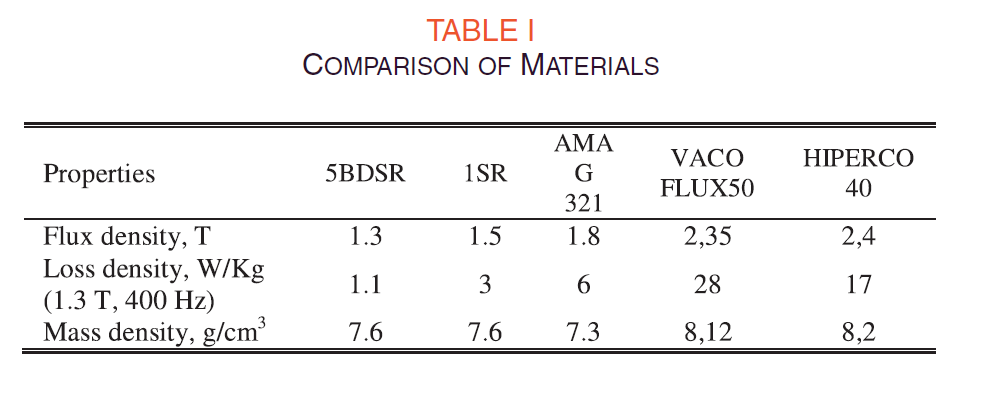 TABLE I
COMPARISON OF MATERIALS
Properties 5BDSR 1SR AMA G 321 VACO FLUX50 HIPERCO 40
Flux density, T 1.3 1.5 1.8 2,35 2,4
Loss density, W/Kg (1.3 T, 400 Hz) 1.1 3 6 28 17
Mass density, g/cm³ 7.6 7.6 7.3 8,12 8,2